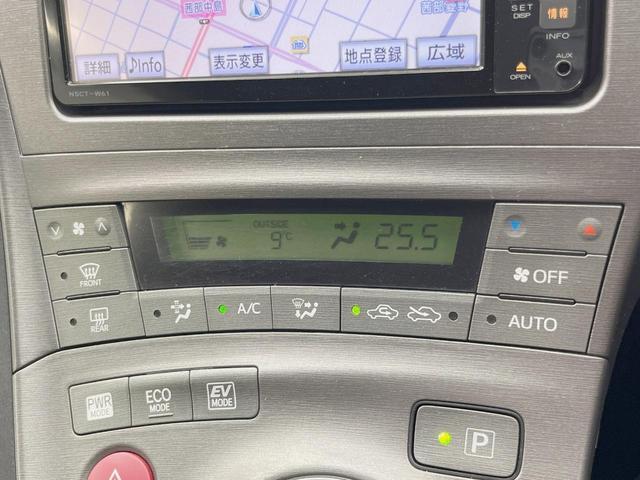 茜部中島
SET
DISP
情報
INFO
AUX
OPEN
詳細
♪Info
表示変更
地点登録
広域
NSCT-W61
OUTSIDE
9℃
25.5
FRONT
REAR
A/C
OFF
AUTO
PWR
MODE
ECO
MODE
EV
MODE
P